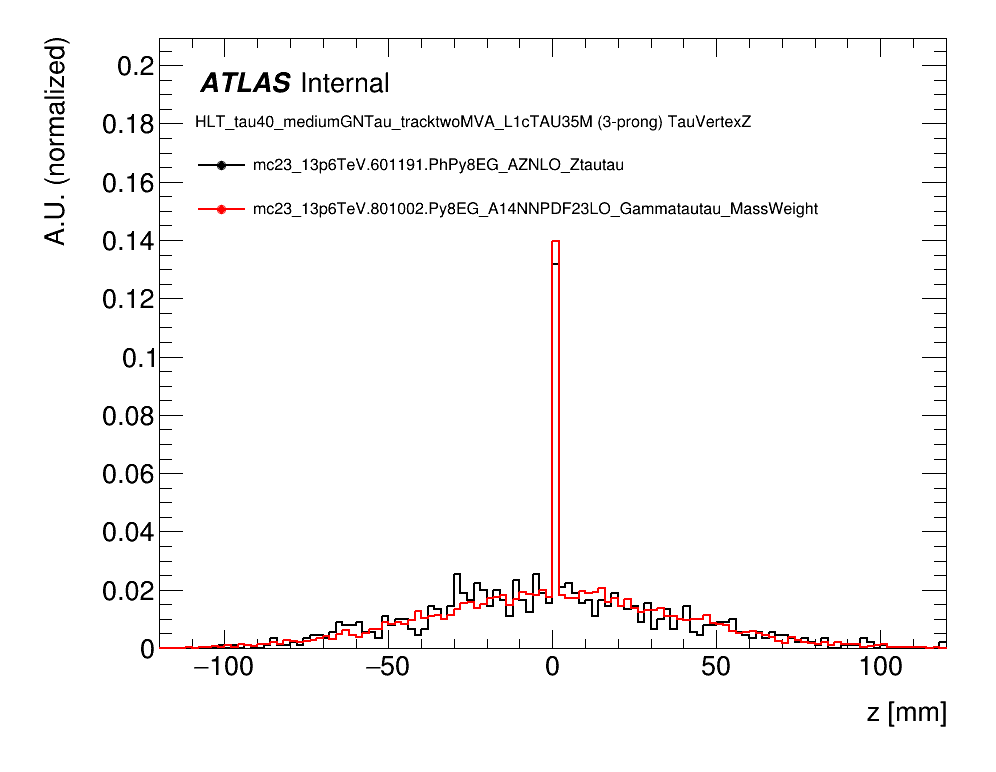 A.U. (normalized)
ATLAS Internal
HLT_tau40_mediumGNTau_tracktwoMVA_L1cTAU35M (3-prong) TauVertexZ
mc23_13p6TeV.601191.PhPy8EG_AZNLO_Ztautau
mc23_13p6TeV.801002.Py8EG_A14NNPDF23LO_Gammatautau_MassWeight
0.2
0.18
0.16
0.14
0.12
0.1
0.08
0.06
0.04
0.02
0
−100 −50 0 50 100
z [mm]